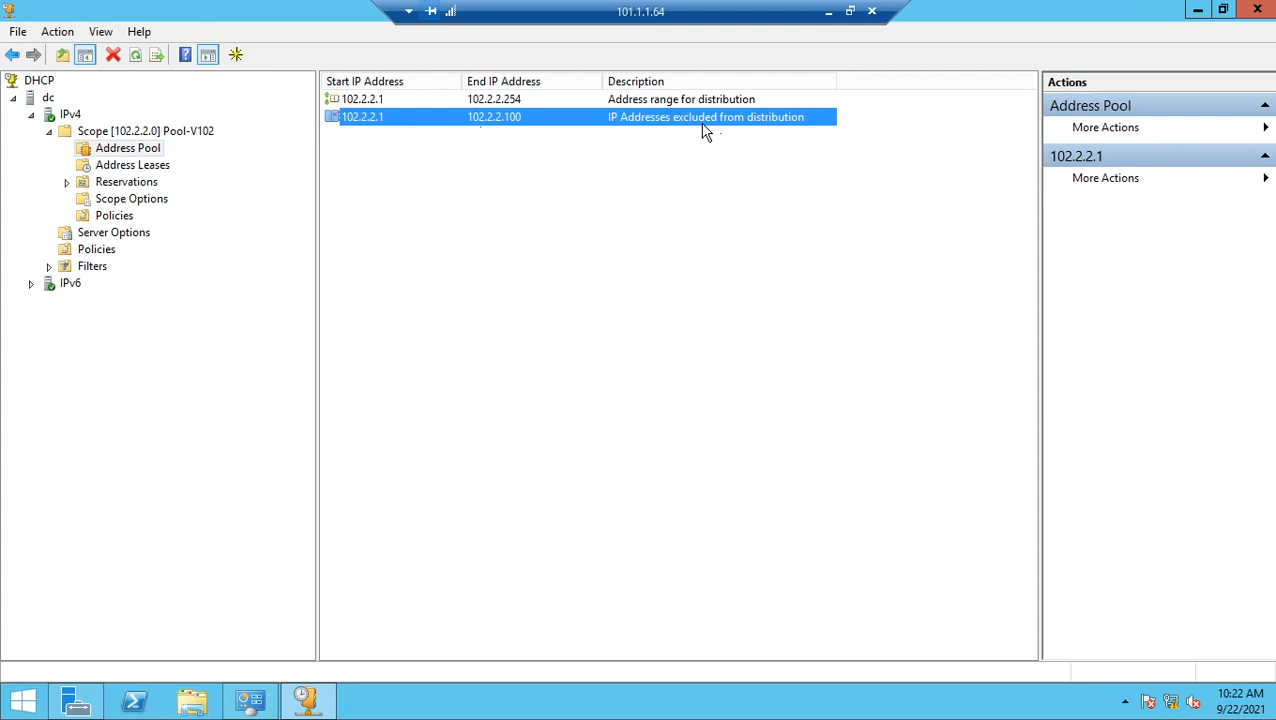 101.1.1.64
File Action View Help
DHCP
dc
IPv4
Scope [102.2.2.0] Pool-V102
Address Pool
Address Leases
Reservations
Scope Options
Policies
Server Options
Policies
Filters
IPv6
Start IP Address End IP Address Description
102.2.2.1 102.2.2.254 Address range for distribution
102.2.2.1 102.2.2.100 IP Addresses excluded from distribution
Actions
Address Pool
More Actions
102.2.2.1
More Actions
10:22 AM
9/22/2021